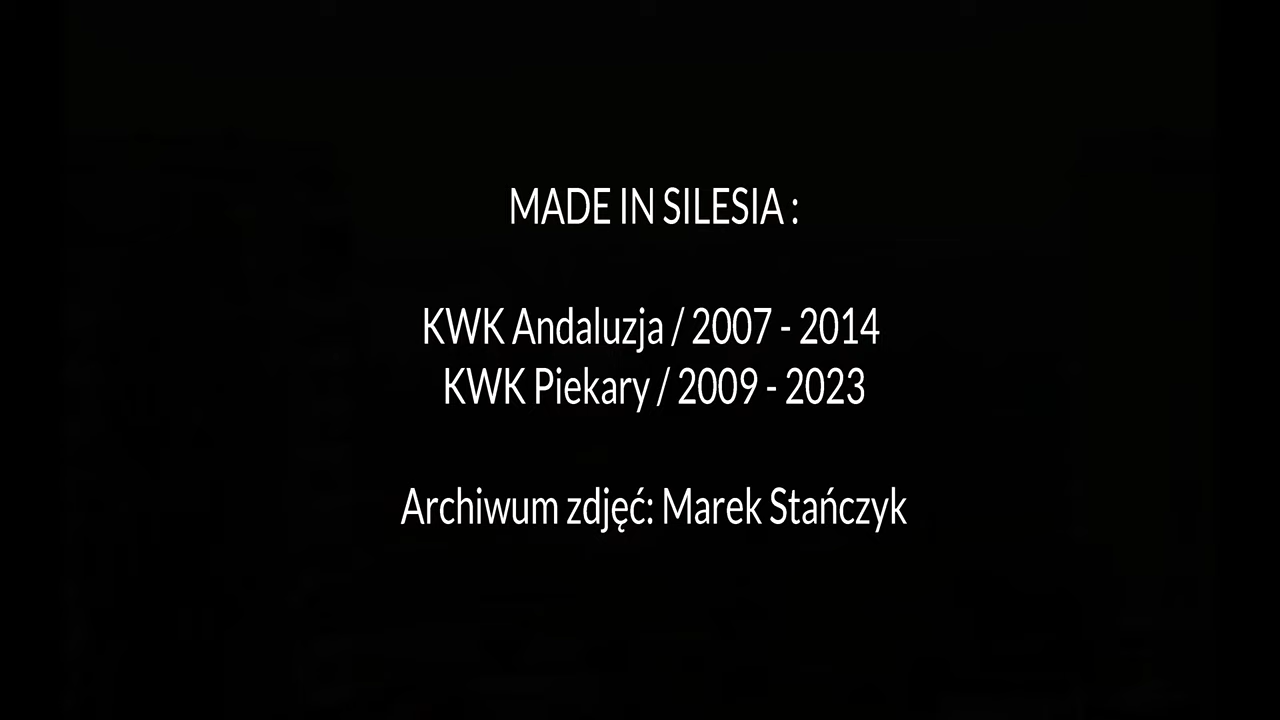 MADE IN SILESIA :
KWK Andaluzja / 2007 - 2014
KWK Piekary / 2009 - 2023
Archiwum zdjęć: Marek Stańczyk